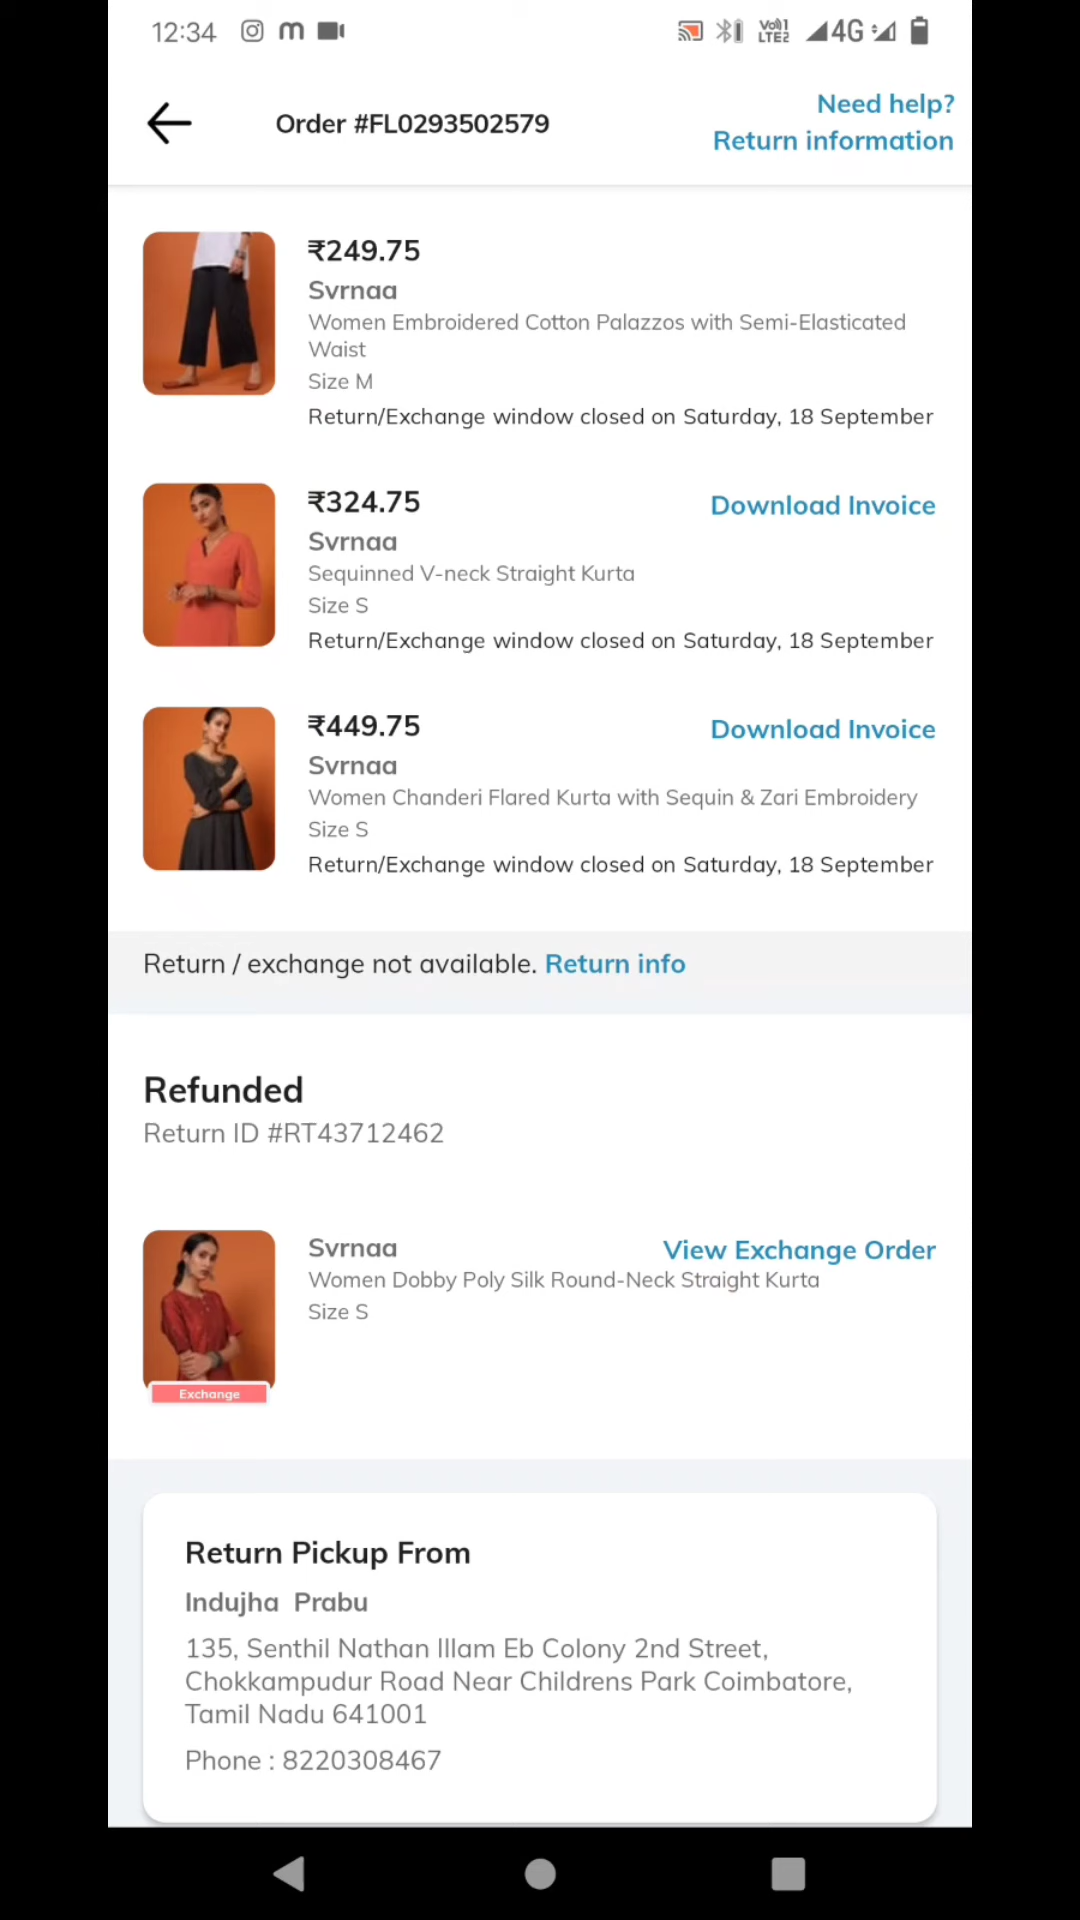 12:34
Vo)) 1
LTE2
4G
Need help?
Order #FL0293502579
Return information
₹249.75
Svrnaa
Women Embroidered Cotton Palazzos with Semi-Elasticated
Waist
Size M
Return/Exchange window closed on Saturday, 18 September
₹324.75
Download Invoice
Svrnaa
Sequinned V-neck Straight Kurta
Size S
Return/Exchange window closed on Saturday, 18 September
₹449.75
Download Invoice
Svrnaa
Women Chanderi Flared Kurta with Sequin & Zari Embroidery
Size S
Return/Exchange window closed on Saturday, 18 September
Return / exchange not available. Return info
Refunded
Return ID #RT43712462
Svrnaa
View Exchange Order
Women Dobby Poly Silk Round-Neck Straight Kurta
Size S
Exchange
Return Pickup From
Indujha Prabu
135, Senthil Nathan Illam Eb Colony 2nd Street,
Chokkampudur Road Near Childrens Park Coimbatore,
Tamil Nadu 641001
Phone : 8220308467